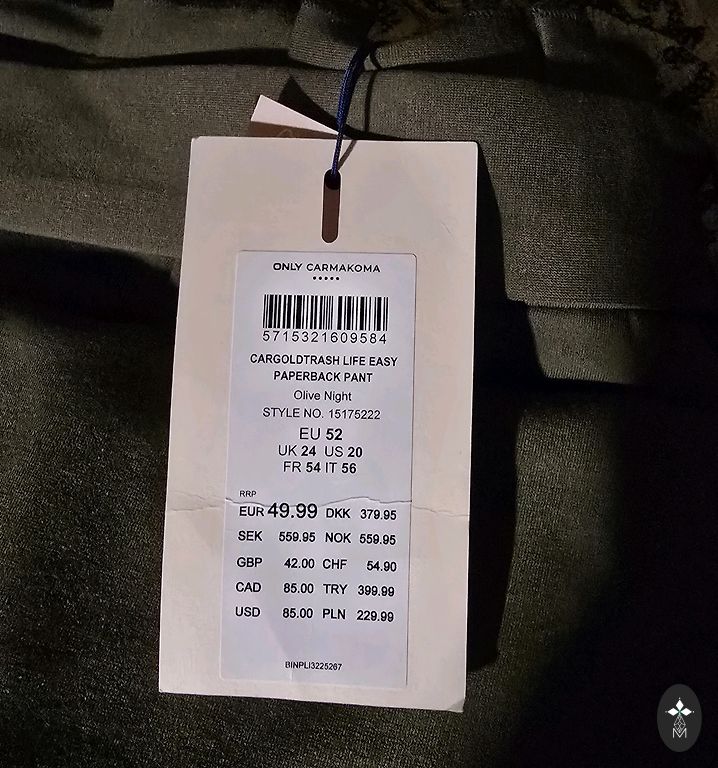 ONLY CARMAKOMA
5715321609584
CARGOLDTRASH LIFE EASY
PAPERBACK PANT
Olive Night
STYLE NO. 15175222
EU 52
UK 24 US 20
FR 54 IT 56
RRP
EUR 49.99 DKK 379.95
SEK 559.95 NOK 559.95
GBP 42.00 CHF 54.90
CAD 85.00 TRY 399.99
USD 85.00 PLN 229.99
BINPLI3225267
M